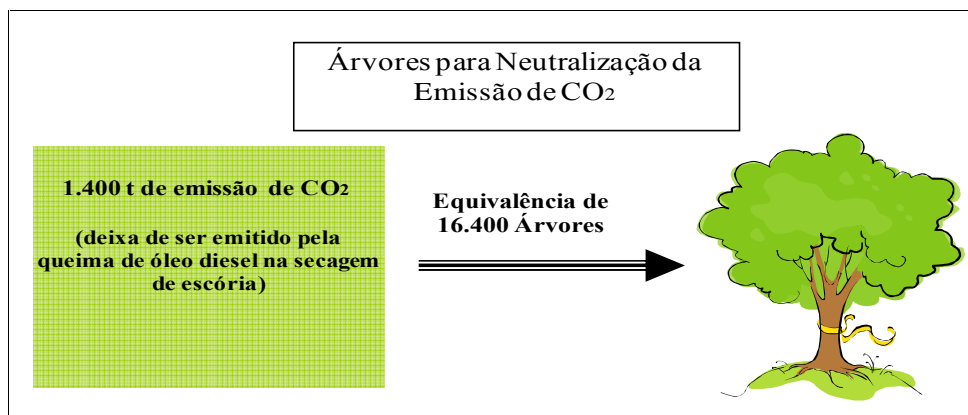 Árvores para Neutralização da
Emissão de CO2
1.400 t de emissão de CO2
(deixa de ser emitido pela
queima de óleo diesel na secagem
de escória)
Equivalência de
16.400 Árvores